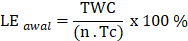 LE awal = TWC / (n . Tc) x 100 %